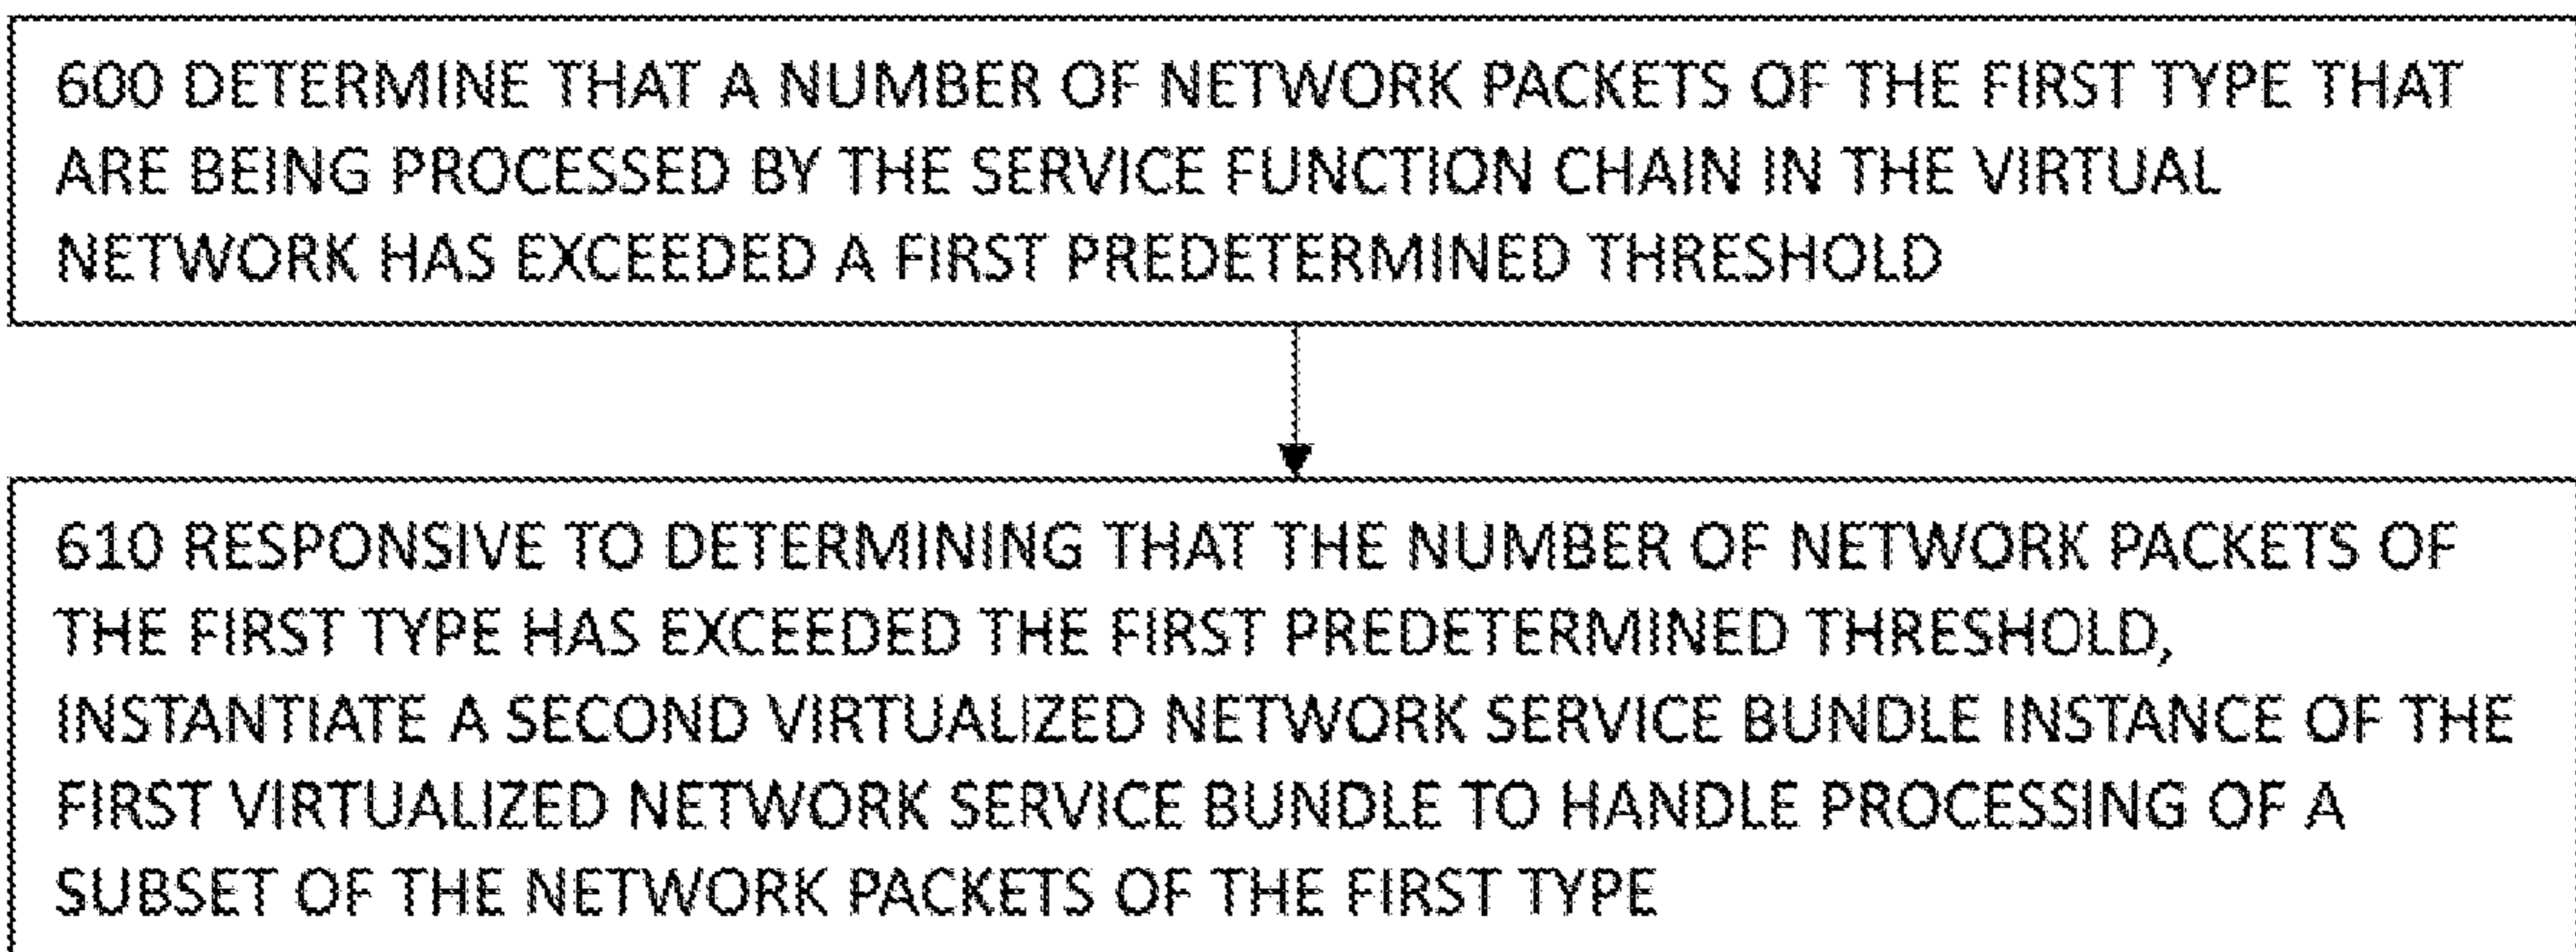 600 DETERMINE THAT A NUMBER OF NETWORK PACKETS OF THE FIRST TYPE THAT
ARE BEING PROCESSED BY THE SERVICE FUNCTION CHAIN IN THE VIRTUAL
NETWORK HAS EXCEEDED A FIRST PREDETERMINED THRESHOLD
610 RESPONSIVE TO DETERMINING THAT THE NUMBER OF NETWORK PACKETS OF
THE FIRST TYPE HAS EXCEEDED THE FIRST PREDETERMINED THRESHOLD,
INSTANTIATE A SECOND VIRTUALIZED NETWORK SERVICE BUNDLE INSTANCE OF THE
FIRST VIRTUALIZED NETWORK SERVICE BUNDLE TO HANDLE PROCESSING OF A
SUBSET OF THE NETWORK PACKETS OF THE FIRST TYPE